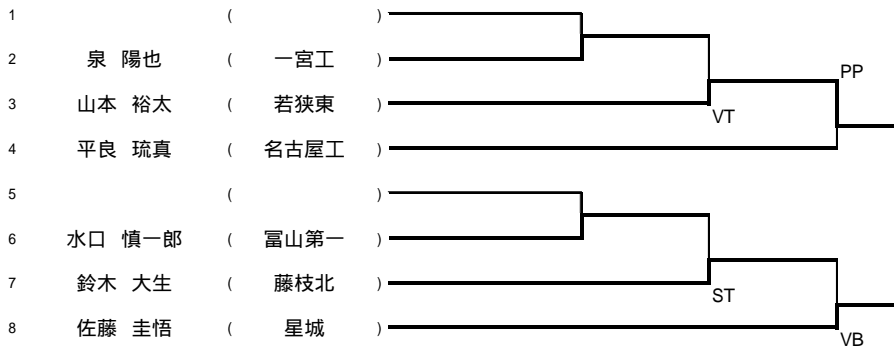 1 ( )
2 泉 陽也 ( 一宮工 )
PP
3 山本 裕太 ( 若狭東 )
VT
4 平良 琉真 ( 名古屋工 )
5 ( )
6 水口 慎一郎 ( 冨山第一 )
7 鈴木 大生 ( 藤枝北 )
ST
8 佐藤 圭悟 ( 星城 )
VB